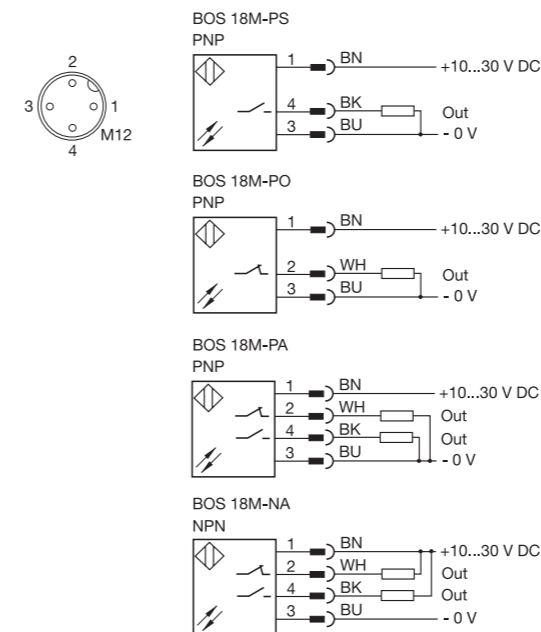 2
3
1
M12
4
BOS 18M-PS
PNP
1 BN +10...30 V DC
4 BK Out
3 BU - 0 V
BOS 18M-PO
PNP
1 BN +10...30 V DC
2 WH Out
3 BU - 0 V
BOS 18M-PA
PNP
1 BN +10...30 V DC
2 WH Out
4 BK Out
3 BU - 0 V
BOS 18M-NA
NPN
1 BN +10...30 V DC
2 WH Out
4 BK Out
3 BU - 0 V